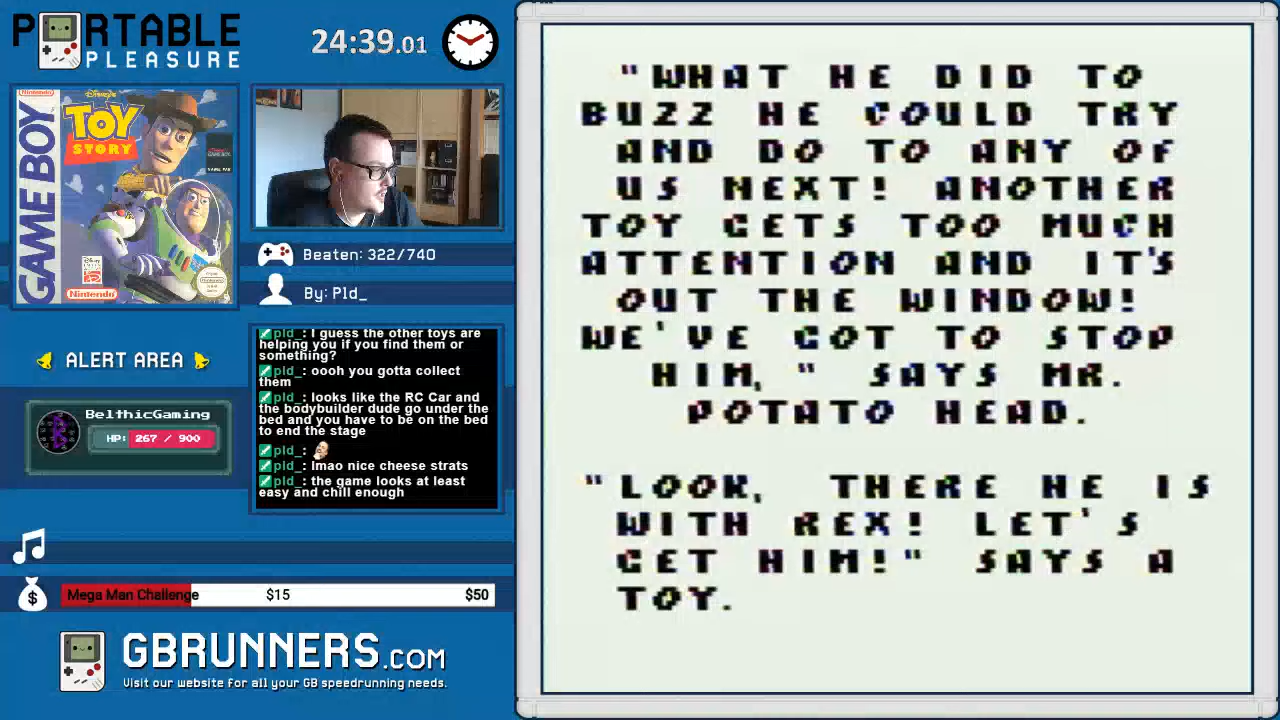 PORTABLE
PLEASURE
24:39.01
Nintendo
GAME BOY
Disney's
TOY
STORY
Nintendo
Beaten: 322/740
By: Pld_
ALERT AREA
BelthicGaming
HP: 267 / 900
pld_: I guess the other toys are
helping you if you find them or
something?
pld_: oooh you gotta collect
them
pld_: looks like the RC Car and
the bodybuilder dude go under the
bed and you have to be on the bed
to end the stage
pld_:
pld_: lmao nice cheese strats
pld_: the game looks at least
easy and chill enough
Mega Man Challenge $15 $50
GBRUNNERS.COM
Visit our website for all your GB speedrunning needs.
"WHAT HE DID TO
BUZZ HE COULD TRY
AND DO TO ANY OF
US NEXT! ANOTHER
TOY GETS TOO MUCH
ATTENTION AND IT'S
OUT THE WINDOW!
WE'VE GOT TO STOP
HIM, " SAYS MR.
POTATO HEAD.
"LOOK, THERE HE IS
WITH REX! LET'S
GET HIM!" SAYS A
TOY.